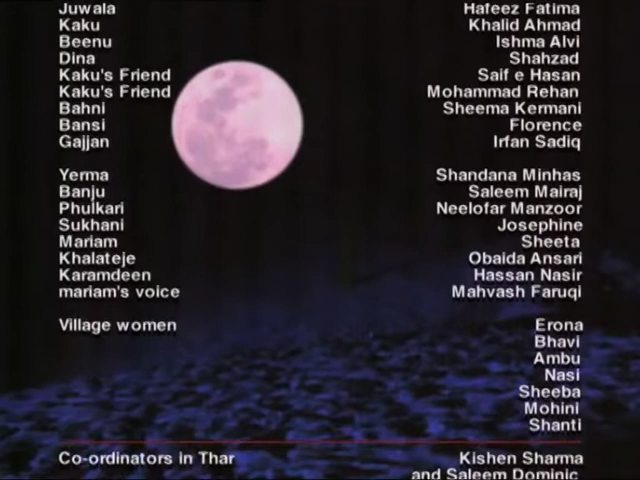 Juwala Hafeez Fatima
Kaku Khalid Ahmad
Beenu Ishma Alvi
Dina Shahzad
Kaku's Friend Saif e Hasan
Kaku's Friend Mohammad Rehan
Bahni Sheema Kermani
Bansi Florence
Gajjan Irfan Sadiq
Yerma Shandana Minhas
Banju Saleem Mairaj
Phulkari Neelofar Manzoor
Sukhani Josephine
Mariam Sheeta
Khalateje Obaida Ansari
Karamdeen Hassan Nasir
mariam's voice Mahvash Faruqi
Village women Erona
Bhavi
Ambu
Nasi
Sheeba
Mohini
Shanti
Co-ordinators in Thar Kishen Sharma
and Saleem Dominic